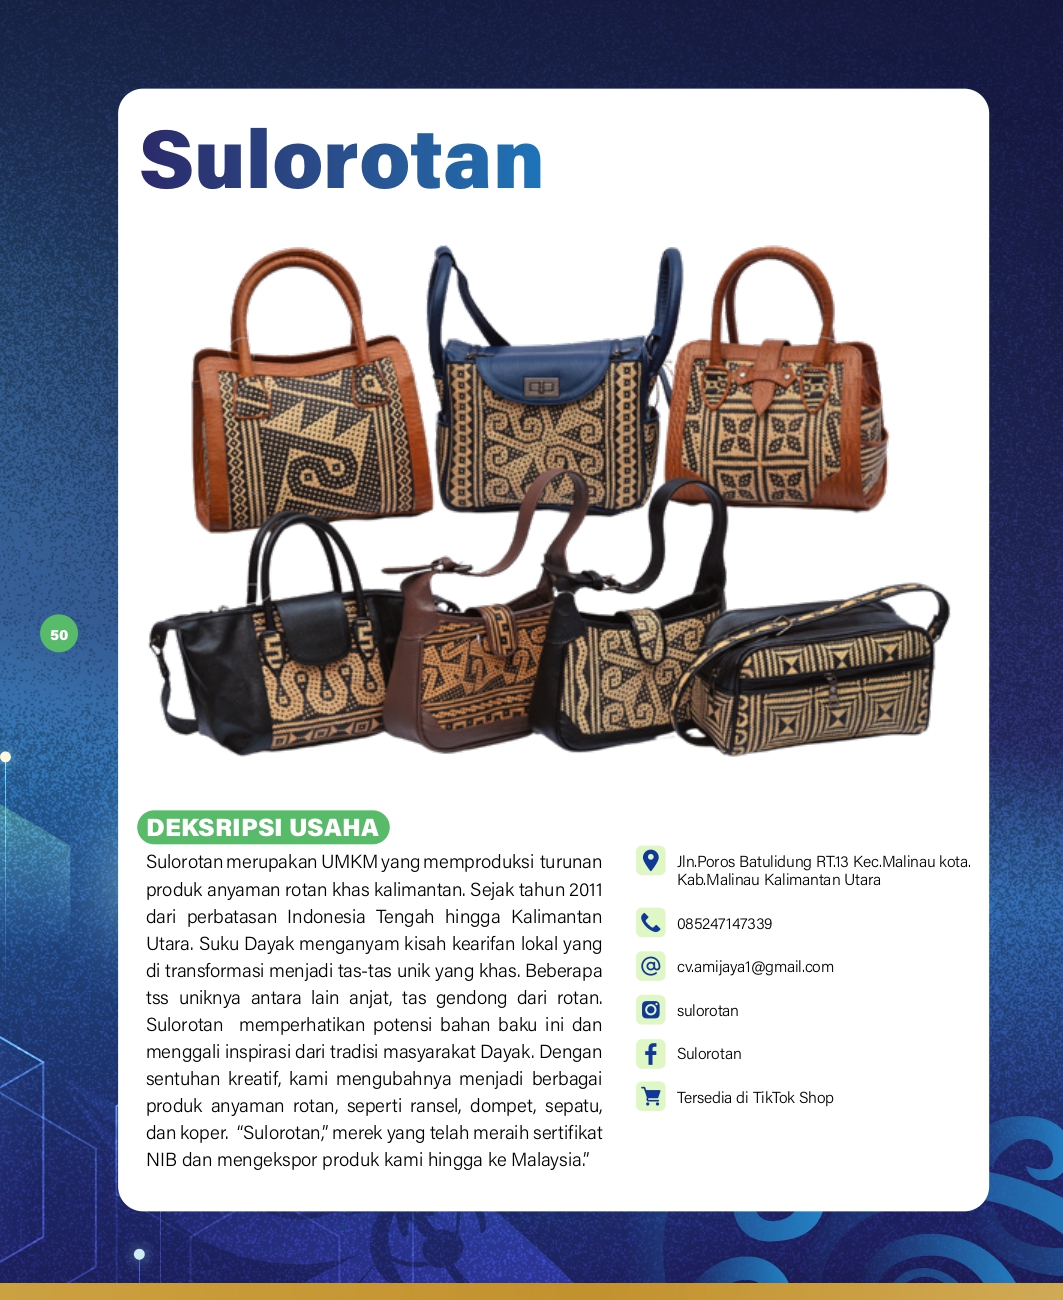 Sulorotan
50
DEKSRIPSI USAHA
Sulorotan merupakan UMKM yang memproduksi turunan
produk anyaman rotan khas kalimantan. Sejak tahun 2011
dari perbatasan Indonesia Tengah hingga Kalimantan
Utara. Suku Dayak menganyam kisah kearifan lokal yang
di transformasi menjadi tas-tas unik yang khas. Beberapa
tss uniknya antara lain anjat, tas gendong dari rotan.
Sulorotan memperhatikan potensi bahan baku ini dan
menggali inspirasi dari tradisi masyarakat Dayak. Dengan
sentuhan kreatif, kami mengubahnya menjadi berbagai
produk anyaman rotan, seperti ransel, dompet, sepatu,
dan koper. “Sulorotan,” merek yang telah meraih sertifikat
NIB dan mengekspor produk kami hingga ke Malaysia.”
Jln.Poros Batulidung RT.13 Kec.Malinau kota.
Kab.Malinau Kalimantan Utara
085247147339
cv.amijaya1@gmail.com
sulorotan
Sulorotan
Tersedia di TikTok Shop